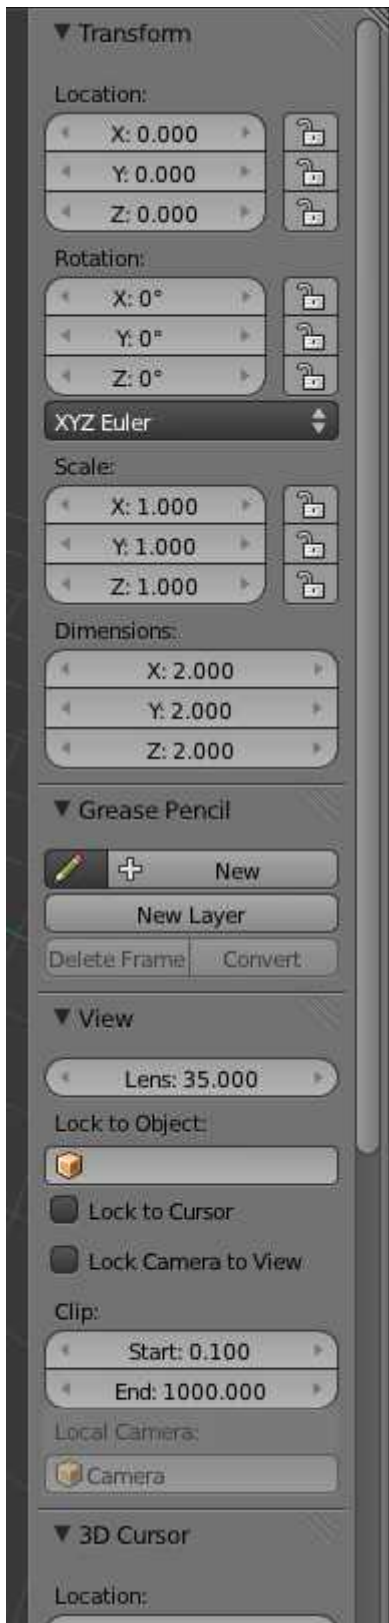 Transform
Location:
X: 0.000
Y: 0.000
Z: 0.000
Rotation:
X: 0°
Y: 0°
Z: 0°
XYZ Euler
Scale:
X: 1.000
Y: 1.000
Z: 1.000
Dimensions:
X: 2.000
Y: 2.000
Z: 2.000
Grease Pencil
New
New Layer
Delete Frame Convert
View
Lens: 35.000
Lock to Object:
Lock to Cursor
Lock Camera to View
Clip:
Start: 0.100
End: 1000.000
Local Camera:
Camera
3D Cursor
Location: